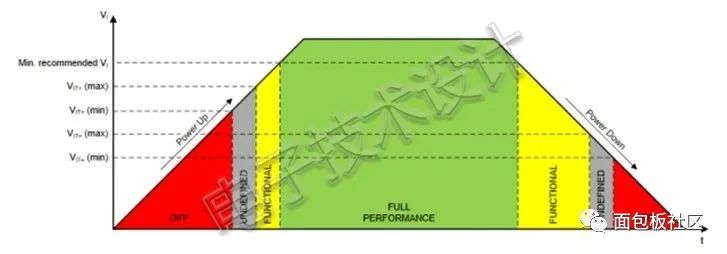 Vi
Min. recommended Vi
VIT+ (max)
VIT+ (min)
VIT- (max)
VIT- (min)
Power Up
Power Down
OFF
UNDEFINED
FUNCTIONAL
FULL
PERFORMANCE
FUNCTIONAL
UNDEFINED
t
电子技术设计
面包板社区